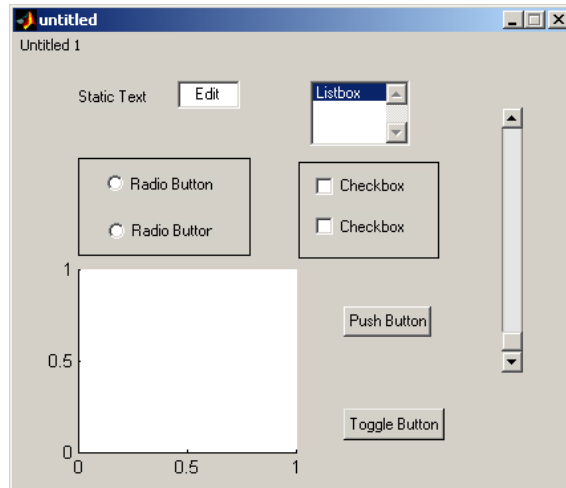 untitled
Untitled 1
Static Text Edit Listbox
Radio Button Checkbox
Radio Buttor Checkbox
1
Push Button
0.5
Toggle Button
0
0 0.5 1